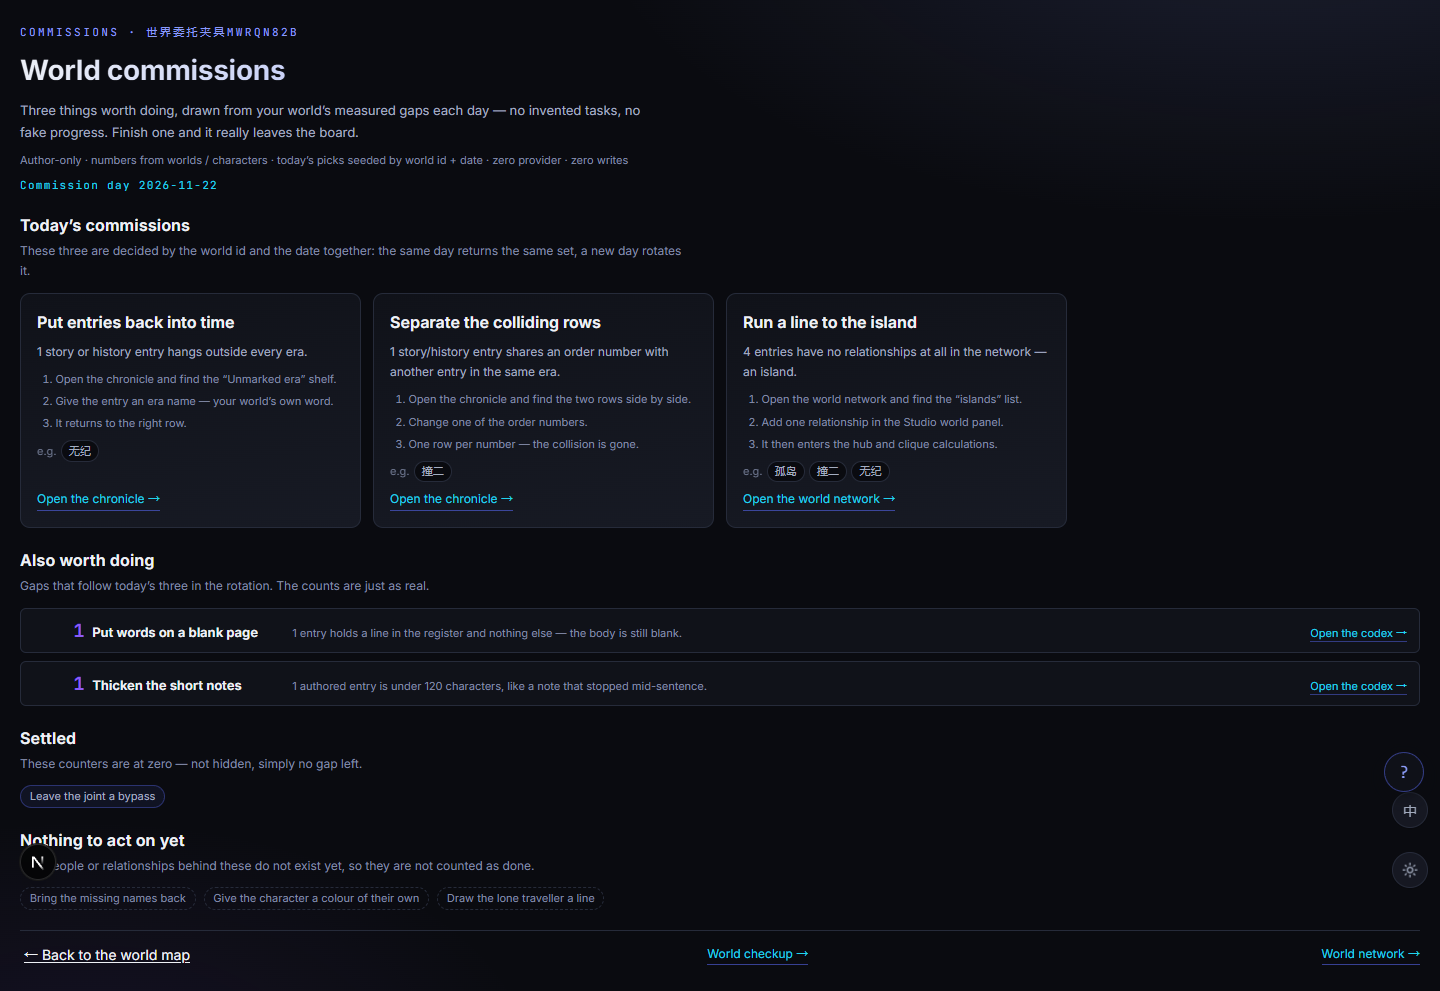 COMMISSIONS · 世界委托夹具MWRQN82B
World commissions
Three things worth doing, drawn from your world’s measured gaps each day — no invented tasks, no
fake progress. Finish one and it really leaves the board.
Author-only · numbers from worlds / characters · today’s picks seeded by world id + date · zero provider · zero writes
Commission day 2026-11-22
Today’s commissions
These three are decided by the world id and the date together: the same day returns the same set, a new day rotates
it.
Put entries back into time
1 story or history entry hangs outside every era.
1. Open the chronicle and find the “Unmarked era” shelf.
2. Give the entry an era name — your world’s own word.
3. It returns to the right row.
e.g. 无纪
Open the chronicle →
Separate the colliding rows
1 story/history entry shares an order number with
another entry in the same era.
1. Open the chronicle and find the two rows side by side.
2. Change one of the order numbers.
3. One row per number — the collision is gone.
e.g. 撞二
Open the chronicle →
Run a line to the island
4 entries have no relationships at all in the network —
an island.
1. Open the world network and find the “islands” list.
2. Add one relationship in the Studio world panel.
3. It then enters the hub and clique calculations.
e.g. 孤岛 撞二 无纪
Open the world network →
Also worth doing
Gaps that follow today’s three in the rotation. The counts are just as real.
1 Put words on a blank page 1 entry holds a line in the register and nothing else — the body is still blank. Open the codex →
1 Thicken the short notes 1 authored entry is under 120 characters, like a note that stopped mid-sentence. Open the codex →
Settled
These counters are at zero — not hidden, simply no gap left.
Leave the joint a bypass
?
中
Nothing to act on yet
N
eople or relationships behind these do not exist yet, so they are not counted as done.
Bring the missing names back Give the character a colour of their own Draw the lone traveller a line
← Back to the world map World checkup → World network →